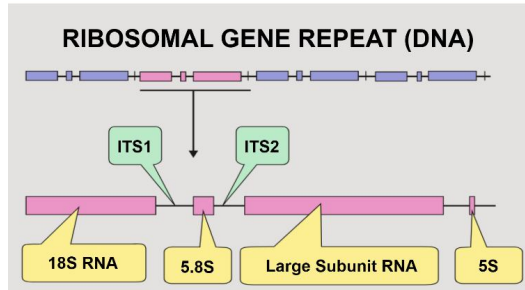 RIBOSOMAL GENE REPEAT (DNA)
ITS1
ITS2
18S RNA
5.8S
Large Subunit RNA
5S